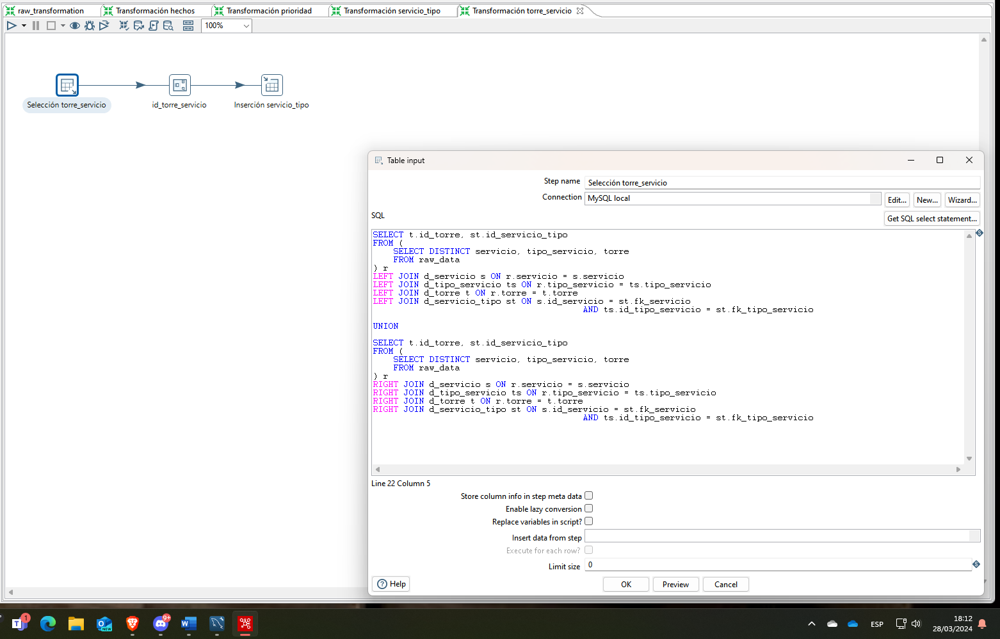 raw_transformation
Transformación hechos
Transformación prioridad
Transformación servicio_tipo
Transformación torre_servicio
100%
Selección torre_servicio
id_torre_servicio
Inserción servicio_tipo
Table input
Step name
Selección torre_servicio
Connection
MySQL local
Edit...
New...
Wizard...
SQL
Get SQL select statement...
SELECT t.id_torre, st.id_servicio_tipo
FROM (
    SELECT DISTINCT servicio, tipo_servicio, torre
    FROM raw_data
) r
LEFT JOIN d_servicio s ON r.servicio = s.servicio
LEFT JOIN d_tipo_servicio ts ON r.tipo_servicio = ts.tipo_servicio
LEFT JOIN d_torre t ON r.torre = t.torre
LEFT JOIN d_servicio_tipo st ON s.id_servicio = st.fk_servicio
AND ts.id_tipo_servicio = st.fk_tipo_servicio
UNION
SELECT t.id_torre, st.id_servicio_tipo
FROM (
    SELECT DISTINCT servicio, tipo_servicio, torre
    FROM raw_data
) r
RIGHT JOIN d_servicio s ON r.servicio = s.servicio
RIGHT JOIN d_tipo_servicio ts ON r.tipo_servicio = ts.tipo_servicio
RIGHT JOIN d_torre t ON r.torre = t.torre
RIGHT JOIN d_servicio_tipo st ON s.id_servicio = st.fk_servicio
AND ts.id_tipo_servicio = st.fk_tipo_servicio
Line 22 Column 5
Store column info in step meta data
Enable lazy conversion
Replace variables in script?
Insert data from step
Execute for each row?
Limit size
0
Help
OK
Preview
Cancel
T
1
NEW
9+
W
ESP
18:12
28/03/2024